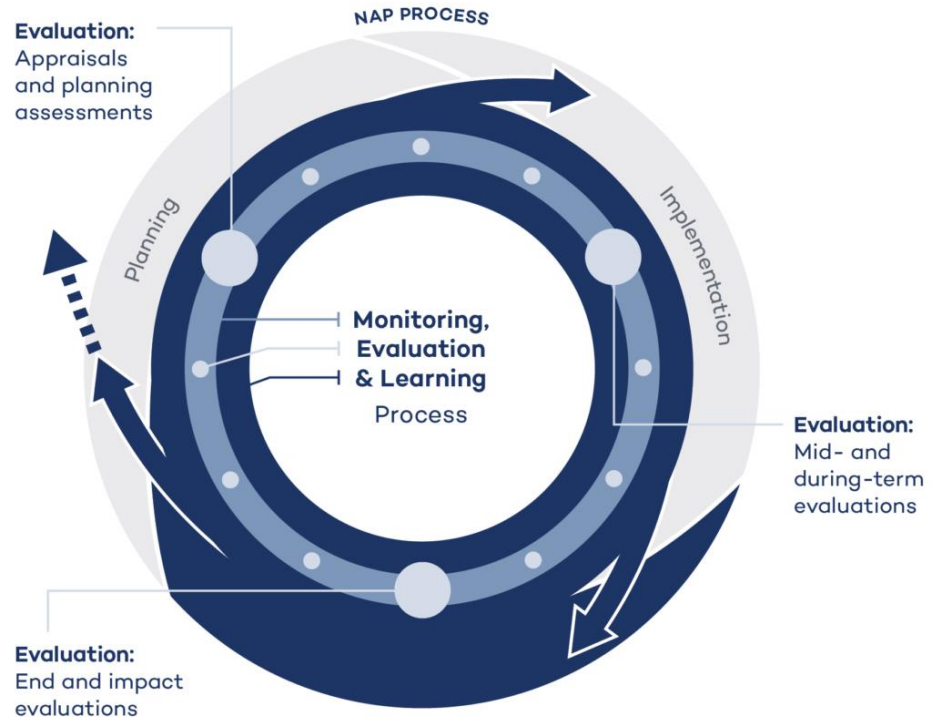 NAP PROCESS
Evaluation:
Appraisals
and planning
assessments
Planning
Implementation
Monitoring,
Evaluation
& Learning
Process
Evaluation:
Mid- and
during-term
evaluations
Evaluation:
End and impact
evaluations